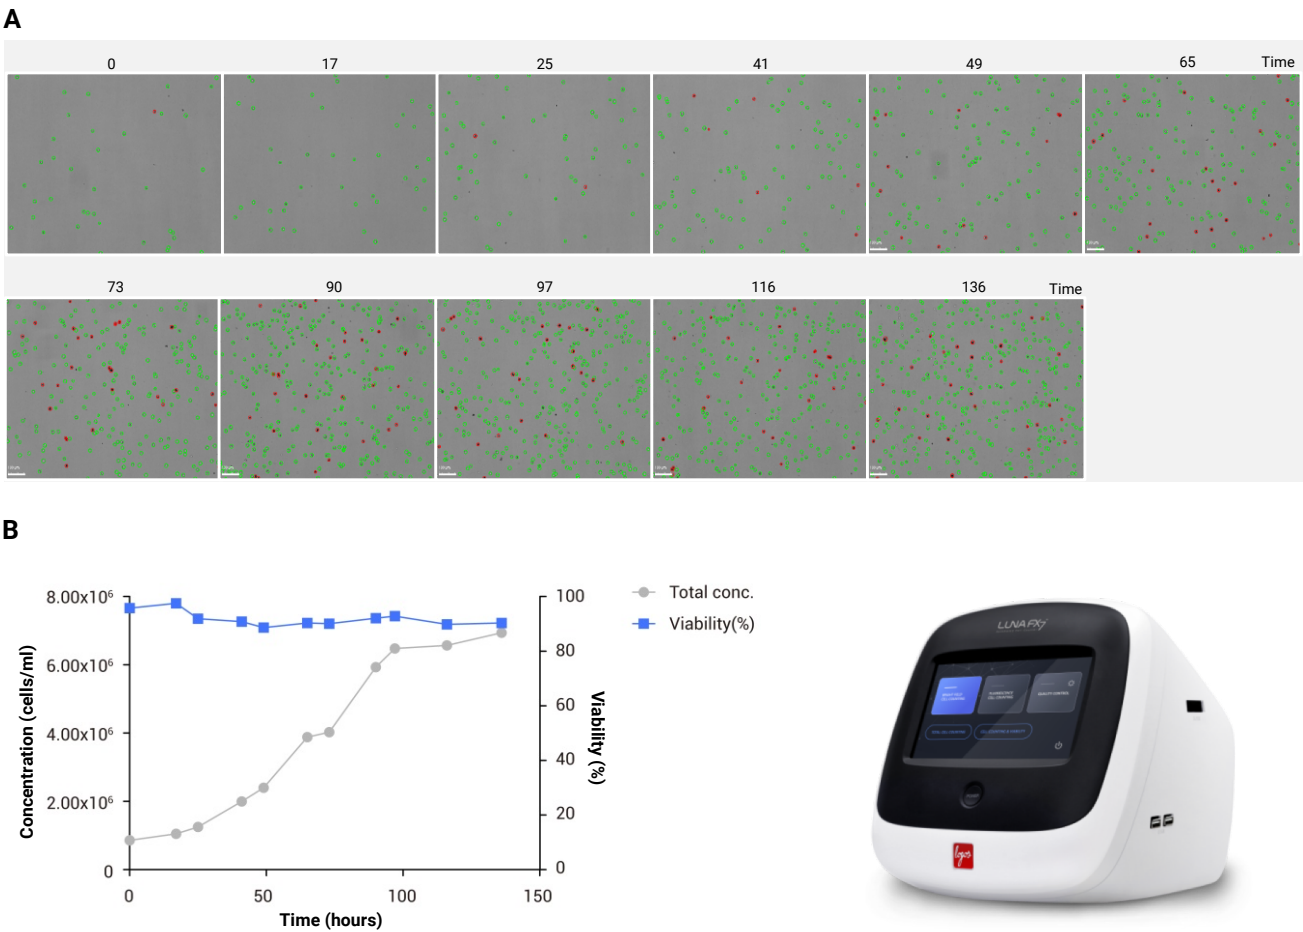 A
0 17 25 41 49 65 Time
73 90 97 116 136 Time
B
8.00x10⁶
6.00x10⁶
4.00x10⁶
2.00x10⁶
0
Concentration (cells/ml)
100
80
60
40
20
0
Viability (%)
0 50 100 150
Time (hours)
Total conc.
Viability(%)
LUNA FX7
logos